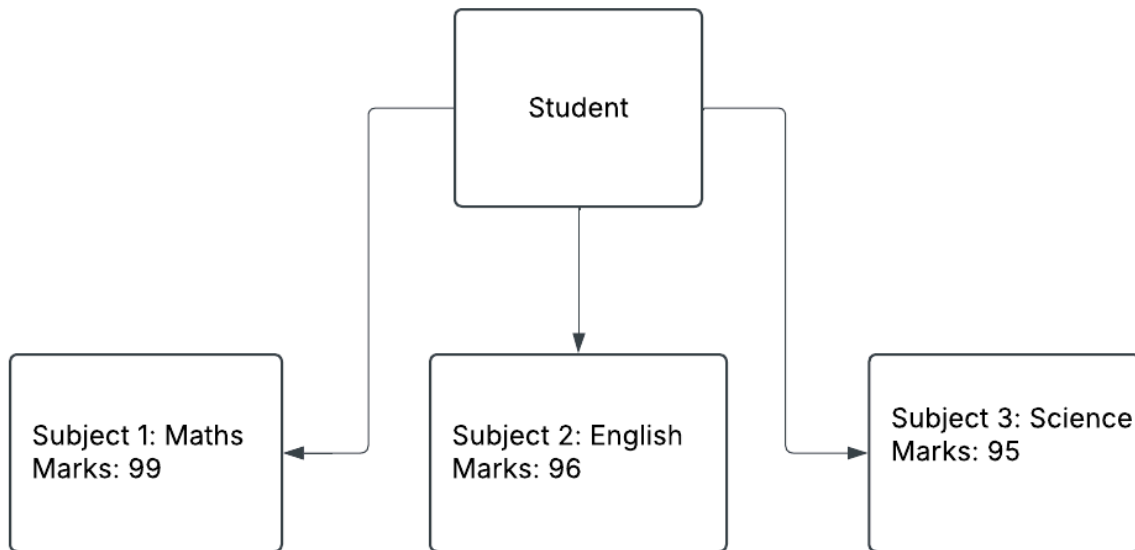 Student
Subject 1: Maths
Marks: 99
Subject 2: English
Marks: 96
Subject 3: Science
Marks: 95